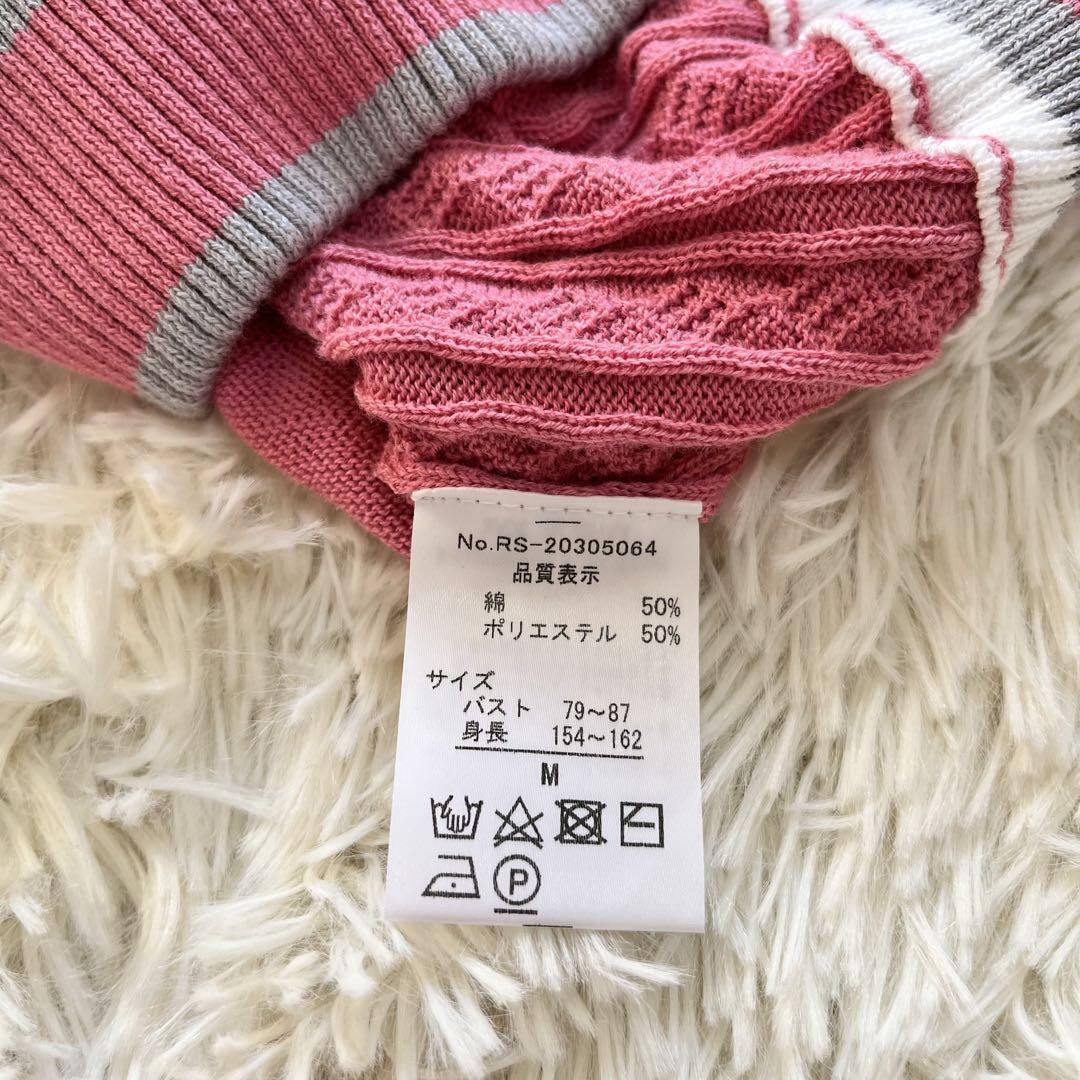 No.RS-20305064
品質表示
綿 50%
ポリエステル 50%
サイズ
バスト 79〜87
身長 154〜162
M
P